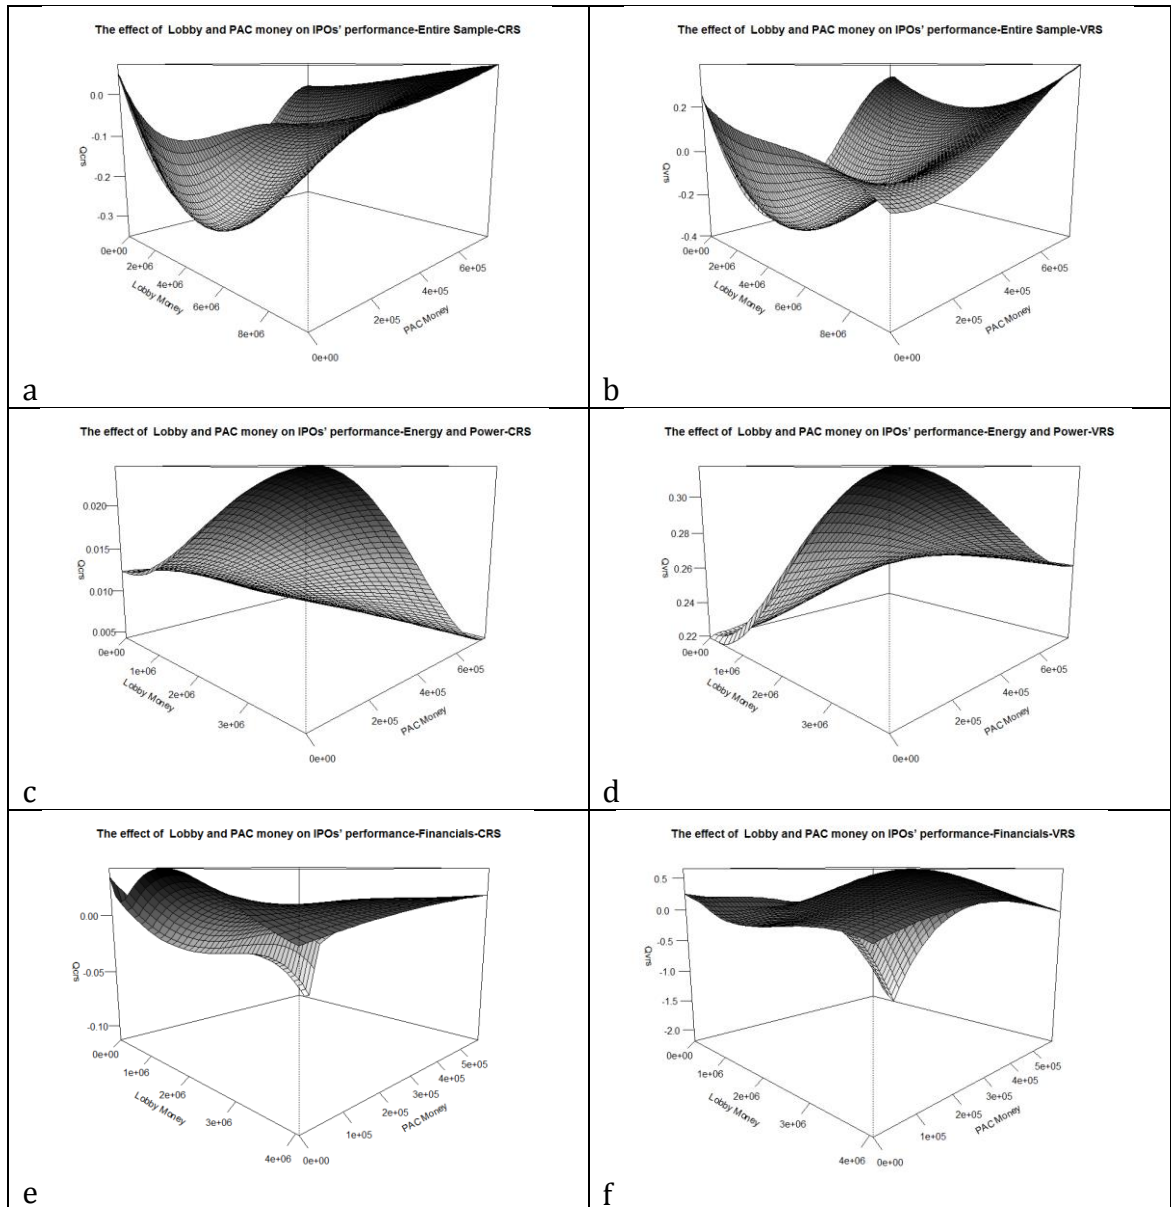 The effect of Lobby and PAC money on IPOs' performance-Entire Sample-CRS
0.0
-0.1
-0.2
-0.3
Qcrs
0e+00
2e+06
4e+06
6e+06
8e+06
Lobby Money
0e+00
2e+05
4e+05
6e+05
PAC Money
a
The effect of Lobby and PAC money on IPOs' performance-Entire Sample-VRS
0.2
0.0
-0.2
-0.4
Qvrs
0e+00
2e+06
4e+06
6e+06
8e+06
Lobby Money
0e+00
2e+05
4e+05
6e+05
PAC Money
b
The effect of Lobby and PAC money on IPOs' performance-Energy and Power-CRS
0.020
0.015
0.010
0.005
Qcrs
0e+00
1e+06
2e+06
3e+06
Lobby Money
0e+00
2e+05
4e+05
6e+05
PAC Money
c
The effect of Lobby and PAC money on IPOs' performance-Energy and Power-VRS
0.30
0.28
0.26
0.24
0.22
Qvrs
0e+00
1e+06
2e+06
3e+06
Lobby Money
0e+00
2e+05
4e+05
6e+05
PAC Money
d
The effect of Lobby and PAC money on IPOs' performance-Financials-CRS
0.00
-0.05
-0.10
Qcrs
0e+00
1e+06
2e+06
3e+06
4e+06
Lobby Money
0e+00
1e+05
2e+05
3e+05
4e+05
5e+05
PAC Money
e
The effect of Lobby and PAC money on IPOs' performance-Financials-VRS
0.5
0.0
-0.5
-1.0
-1.5
-2.0
Qvrs
0e+00
1e+06
2e+06
3e+06
4e+06
Lobby Money
0e+00
1e+05
2e+05
3e+05
4e+05
5e+05
PAC Money
f